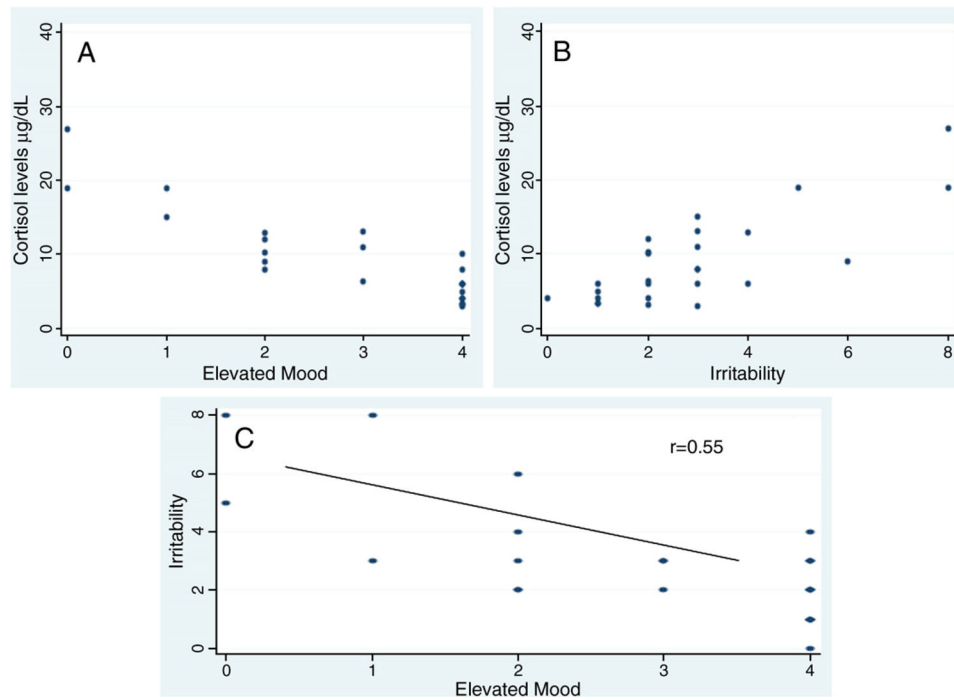 A
Cortisol levels μg/dL
40
30
20
10
0
0 1 2 3 4
Elevated Mood
B
Cortisol levels μg/dL
40
30
20
10
0
0 2 4 6 8
Irritability
C
r=0.55
Irritability
8
6
4
2
0
0 1 2 3 4
Elevated Mood